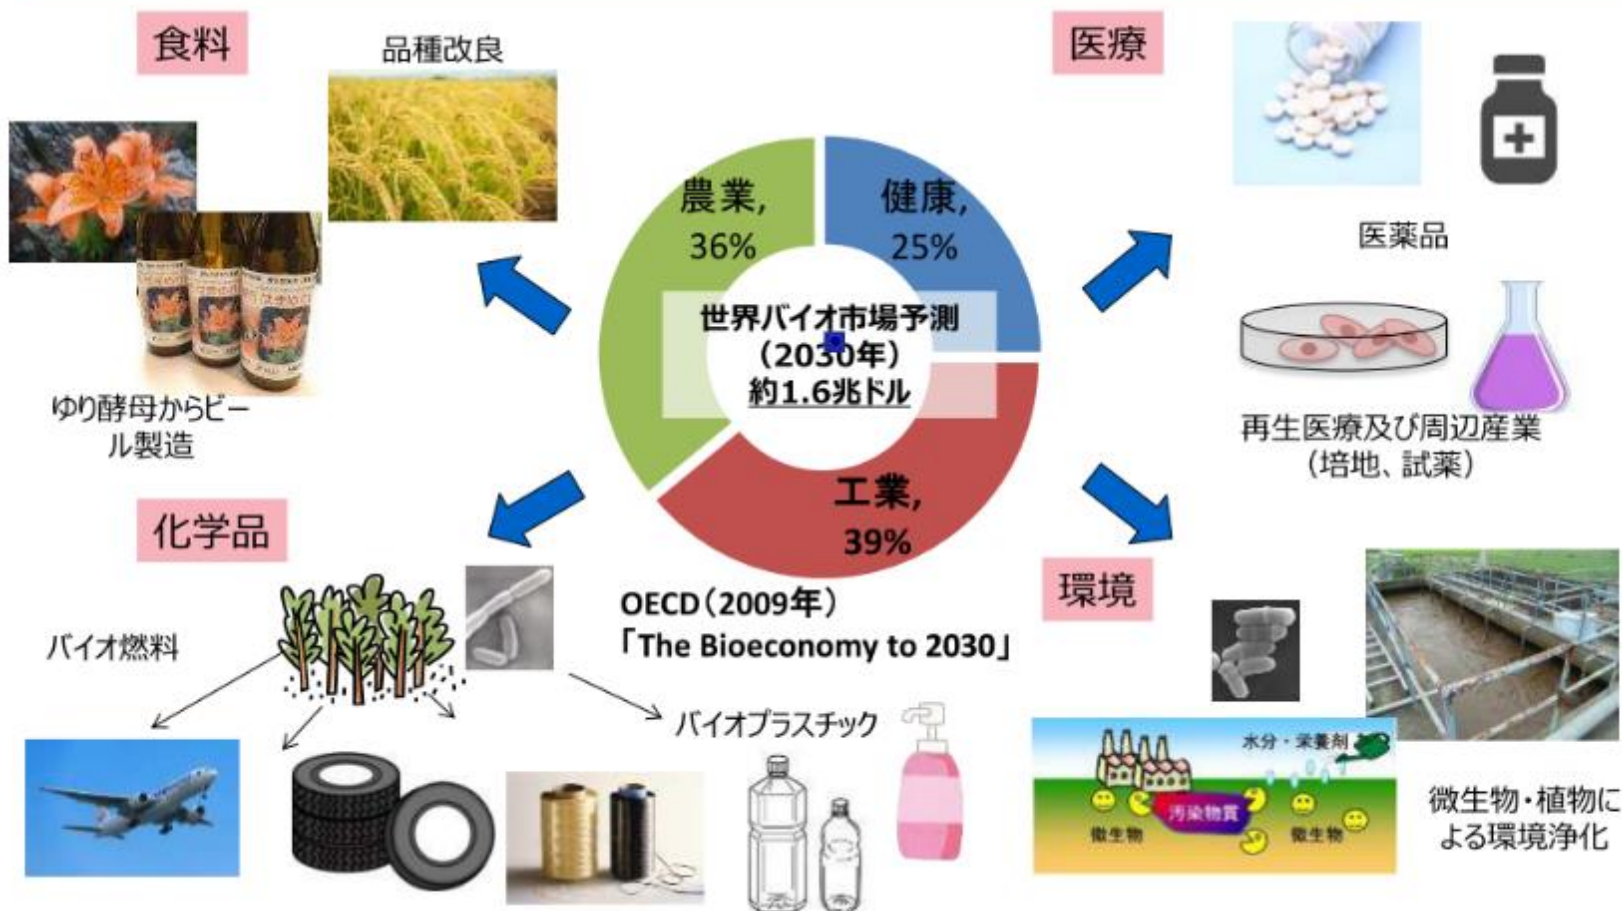 食料
品種改良
ゆり酵母からビー
ル製造
医療
医薬品
再生医療及び周辺産業
（培地、試薬）
農業,
36%
健康,
25%
世界バイオ市場予測
（2030年）
約1.6兆ドル
工業,
39%
OECD（2009年）
「The Bioeconomy to 2030」
化学品
バイオ燃料
バイオプラスチック
環境
水分・栄養剤
汚染物質
微生物
微生物
微生物・植物に
よる環境浄化